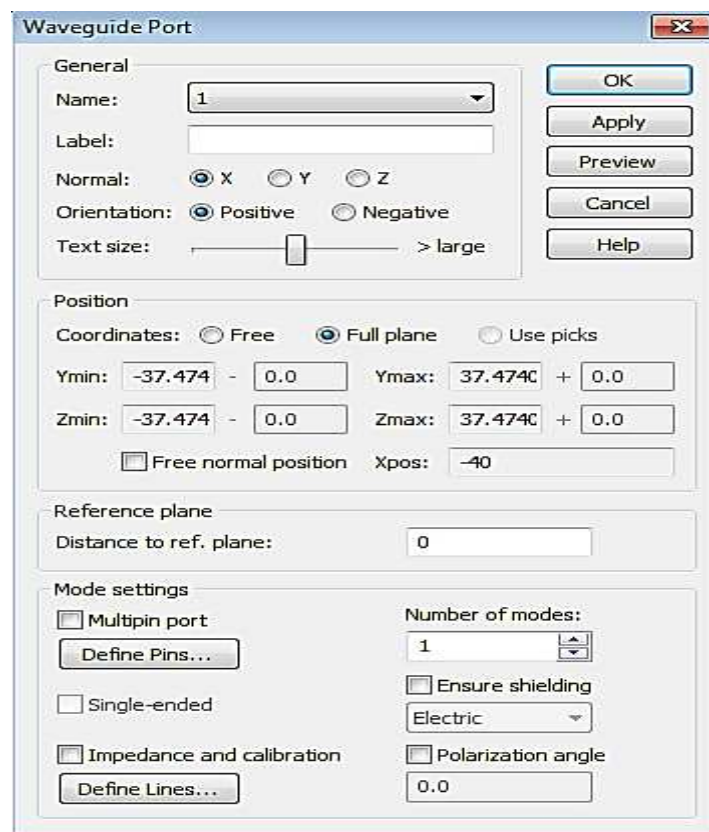 Waveguide Port
General
Name: 1
Label:
Normal: X Y Z
Orientation: Positive Negative
Text size: > large
OK
Apply
Preview
Cancel
Help
Position
Coordinates: Free Full plane Use picks
Ymin: -37.474 - 0.0 Ymax: 37.4740 + 0.0
Zmin: -37.474 - 0.0 Zmax: 37.4740 + 0.0
Free normal position Xpos: -40
Reference plane
Distance to ref. plane: 0
Mode settings
Multipin port
Define Pins...
Single-ended
Impedance and calibration
Define Lines...
Number of modes:
1
Ensure shielding
Electric
Polarization angle
0.0